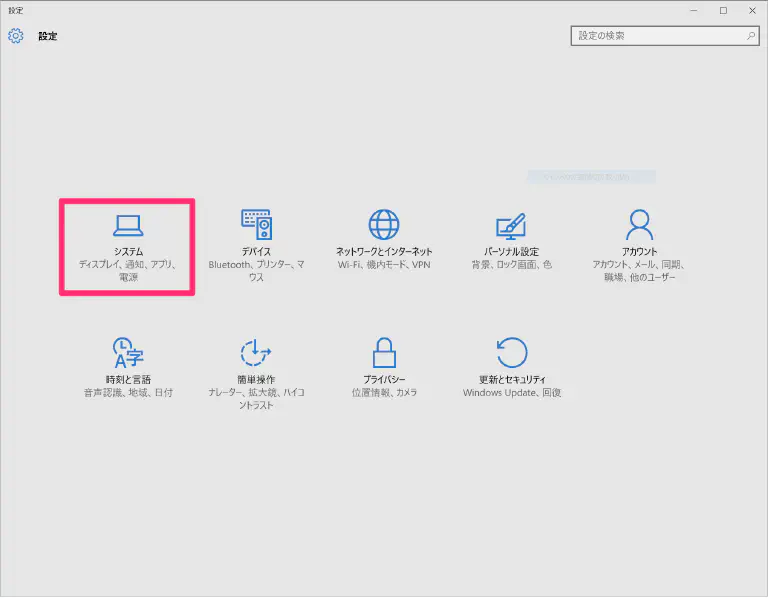 設定
設定
設定の検索
システム
ディスプレイ、通知、アプリ、
電源
デバイス
Bluetooth、プリンター、マ
ウス
ネットワークとインターネット
Wi-Fi、機内モード、VPN
パーソナル設定
背景、ロック画面、色
アカウント
アカウント、メール、同期、
職場、他のユーザー
時刻と言語
音声認識、地域、日付
簡単操作
ナレーター、拡大鏡、ハイコ
ントラスト
プライバシー
位置情報、カメラ
更新とセキュリティ
Windows Update、回復